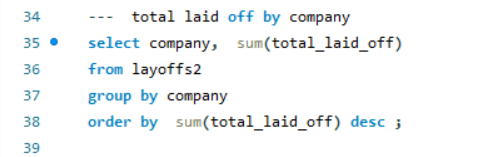 34 --- total laid off by company
35 select company, sum(total_laid_off)
36 from layoffs2
37 group by company
38 order by sum(total_laid_off) desc ;
39